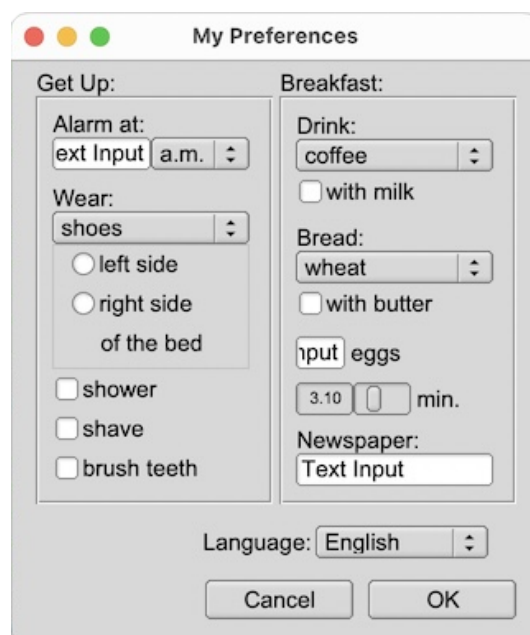 My Preferences
Get Up:
Alarm at:
ext Input a.m.
Wear:
shoes
left side
right side
of the bed
shower
shave
brush teeth
Breakfast:
Drink:
coffee
with milk
Bread:
wheat
with butter
nput eggs
3.10 min.
Newspaper:
Text Input
Language: English
Cancel OK